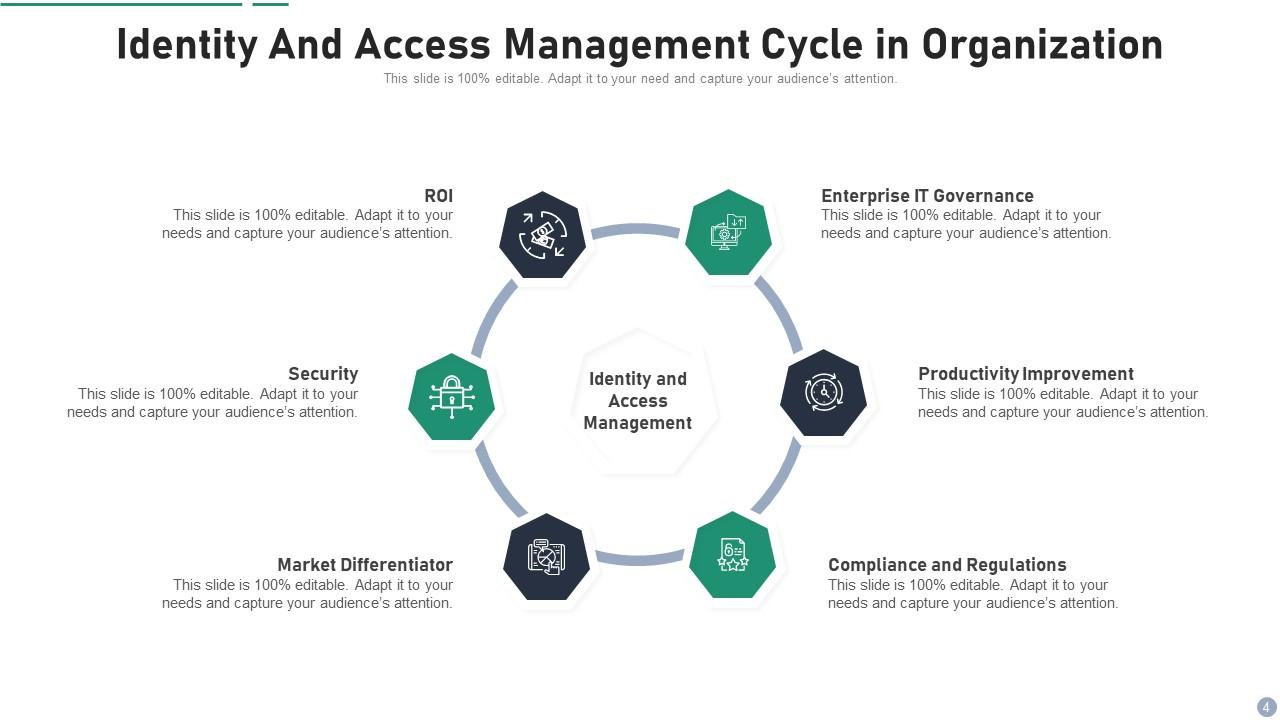 Identity And Access Management Cycle in Organization
This slide is 100% editable. Adapt it to your need and capture your audience's attention.
ROI
This slide is 100% editable. Adapt it to your
needs and capture your audience's attention.
Enterprise IT Governance
This slide is 100% editable. Adapt it to your
needs and capture your audience's attention.
Security
This slide is 100% editable. Adapt it to your
needs and capture your audience's attention.
Identity and
Access
Management
Productivity Improvement
This slide is 100% editable. Adapt it to your
needs and capture your audience's attention.
Market Differentiator
This slide is 100% editable. Adapt it to your
needs and capture your audience's attention.
Compliance and Regulations
This slide is 100% editable. Adapt it to your
needs and capture your audience's attention.
4